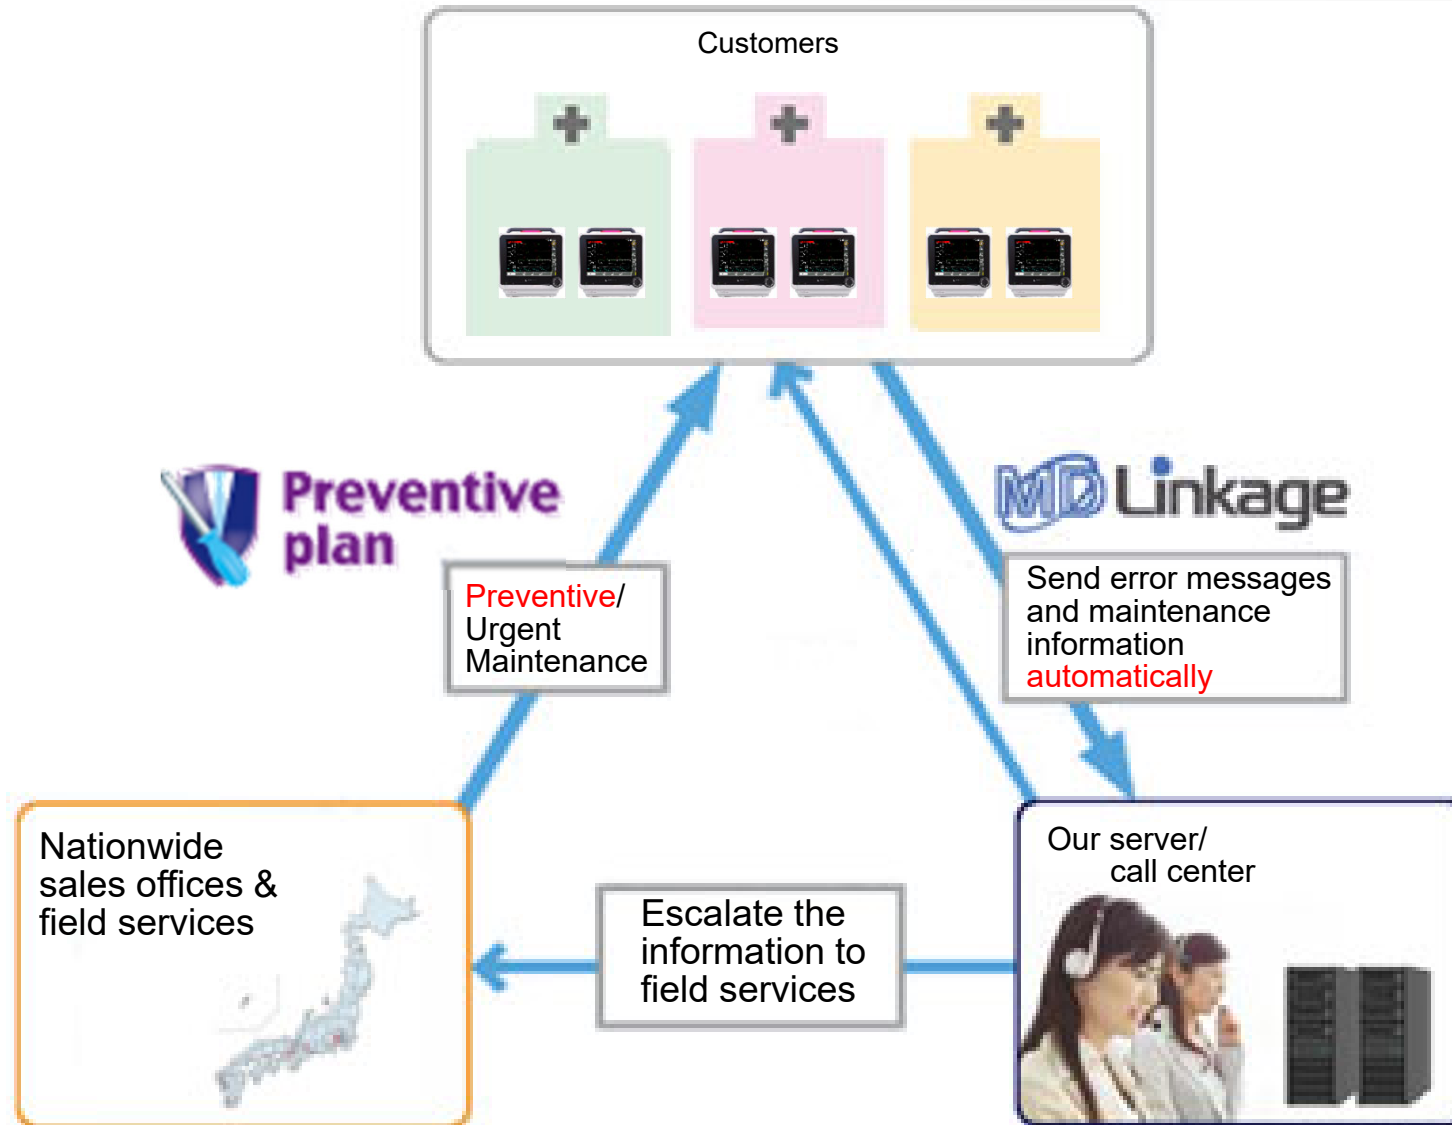 Customers
Preventive
plan
MD Linkage
Preventive/
Urgent
Maintenance
Send error messages
and maintenance
information
automatically
Nationwide
sales offices &
field services
Escalate the
information to
field services
Our server/
call center